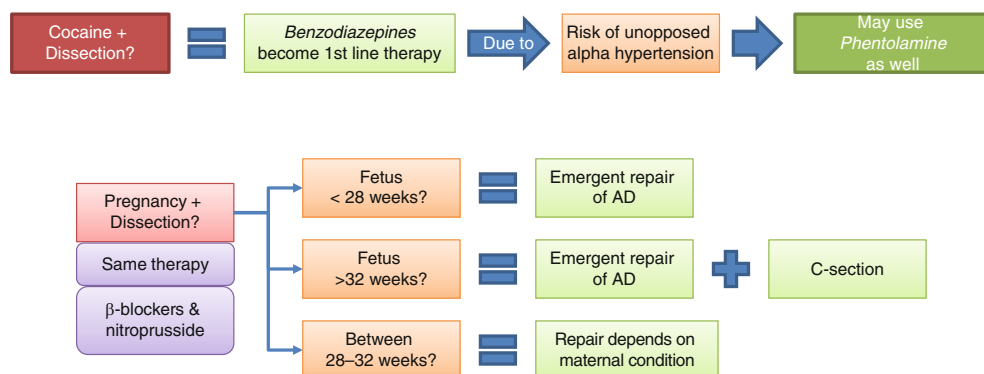 Cocaine +
Dissection?
Benzodiazepines
become 1st line therapy
Due to
Risk of unopposed
alpha hypertension
May use
Phentolamine
as well
Pregnancy +
Dissection?
Same therapy
β-blockers &
nitroprusside
Fetus
< 28 weeks?
Emergent repair
of AD
Fetus
>32 weeks?
Emergent repair
of AD
C-section
Between
28–32 weeks?
Repair depends on
maternal condition